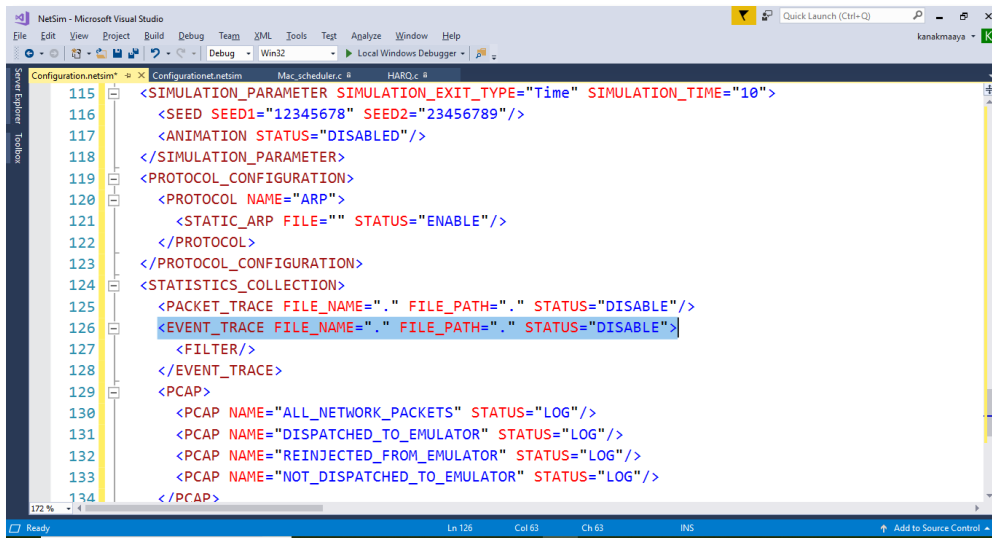 NetSim - Microsoft Visual Studio
Quick Launch (Ctrl+Q)
File Edit View Project Build Debug Team XML Tools Test Analyze Window Help
kanakmaaya
K
Debug Win32 Local Windows Debugger
Server Explorer
Toolbox
Configuration.netsim* Configurationet.netsim Mac_scheduler.c HARQ.c
115 <SIMULATION_PARAMETER SIMULATION_EXIT_TYPE="Time" SIMULATION_TIME="10">
116 <SEED SEED1="12345678" SEED2="23456789"/>
117 <ANIMATION STATUS="DISABLED"/>
118 </SIMULATION_PARAMETER>
119 <PROTOCOL_CONFIGURATION>
120 <PROTOCOL NAME="ARP">
121 <STATIC_ARP FILE="" STATUS="ENABLE"/>
122 </PROTOCOL>
123 </PROTOCOL_CONFIGURATION>
124 <STATISTICS_COLLECTION>
125 <PACKET_TRACE FILE_NAME="." FILE_PATH="." STATUS="DISABLE"/>
126 <EVENT_TRACE FILE_NAME="." FILE_PATH="." STATUS="DISABLE">
127 <FILTER/>
128 </EVENT_TRACE>
129 <PCAP>
130 <PCAP NAME="ALL_NETWORK_PACKETS" STATUS="LOG"/>
131 <PCAP NAME="DISPATCHED_TO_EMULATOR" STATUS="LOG"/>
132 <PCAP NAME="REINJECTED_FROM_EMULATOR" STATUS="LOG"/>
133 <PCAP NAME="NOT_DISPATCHED_TO_EMULATOR" STATUS="LOG"/>
134 </PCAP>
172 %
Ready Ln 126 Col 63 Ch 63 INS Add to Source Control